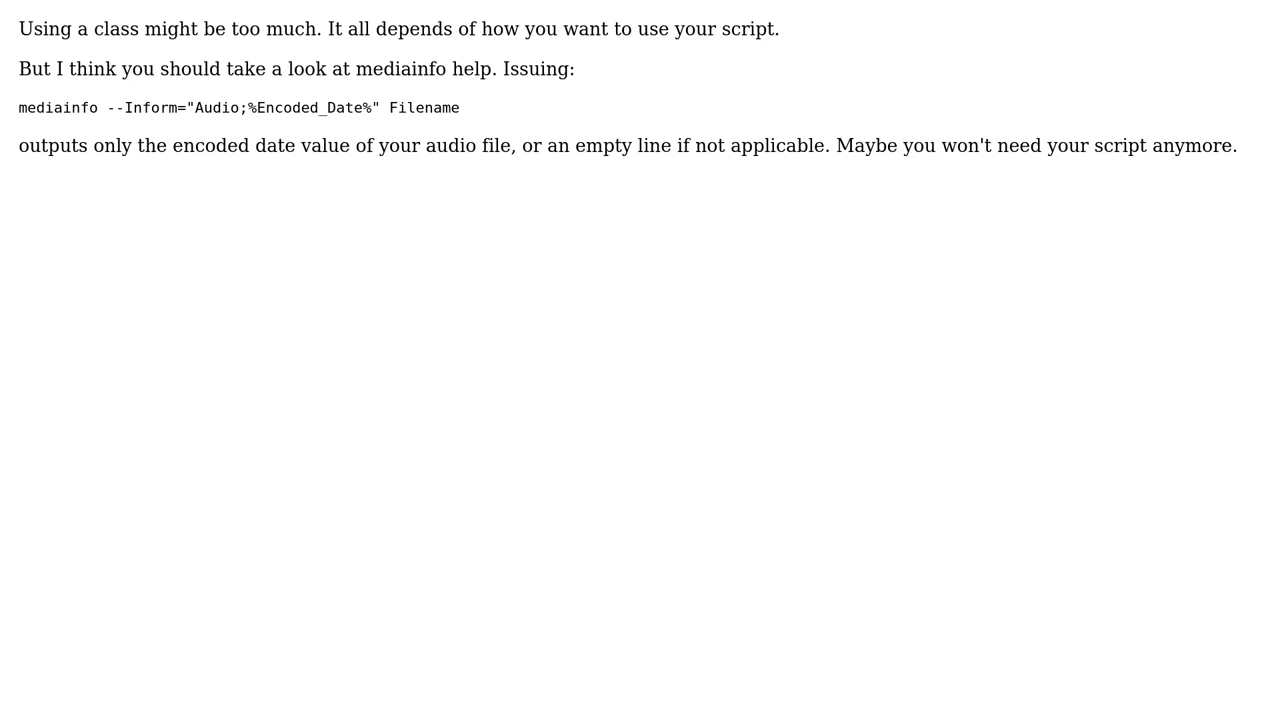 Using a class might be too much. It all depends of how you want to use your script.
But I think you should take a look at mediainfo help. Issuing:
mediainfo --Inform="Audio;%Encoded_Date%" Filename
outputs only the encoded date value of your audio file, or an empty line if not applicable. Maybe you won't need your script anymore.